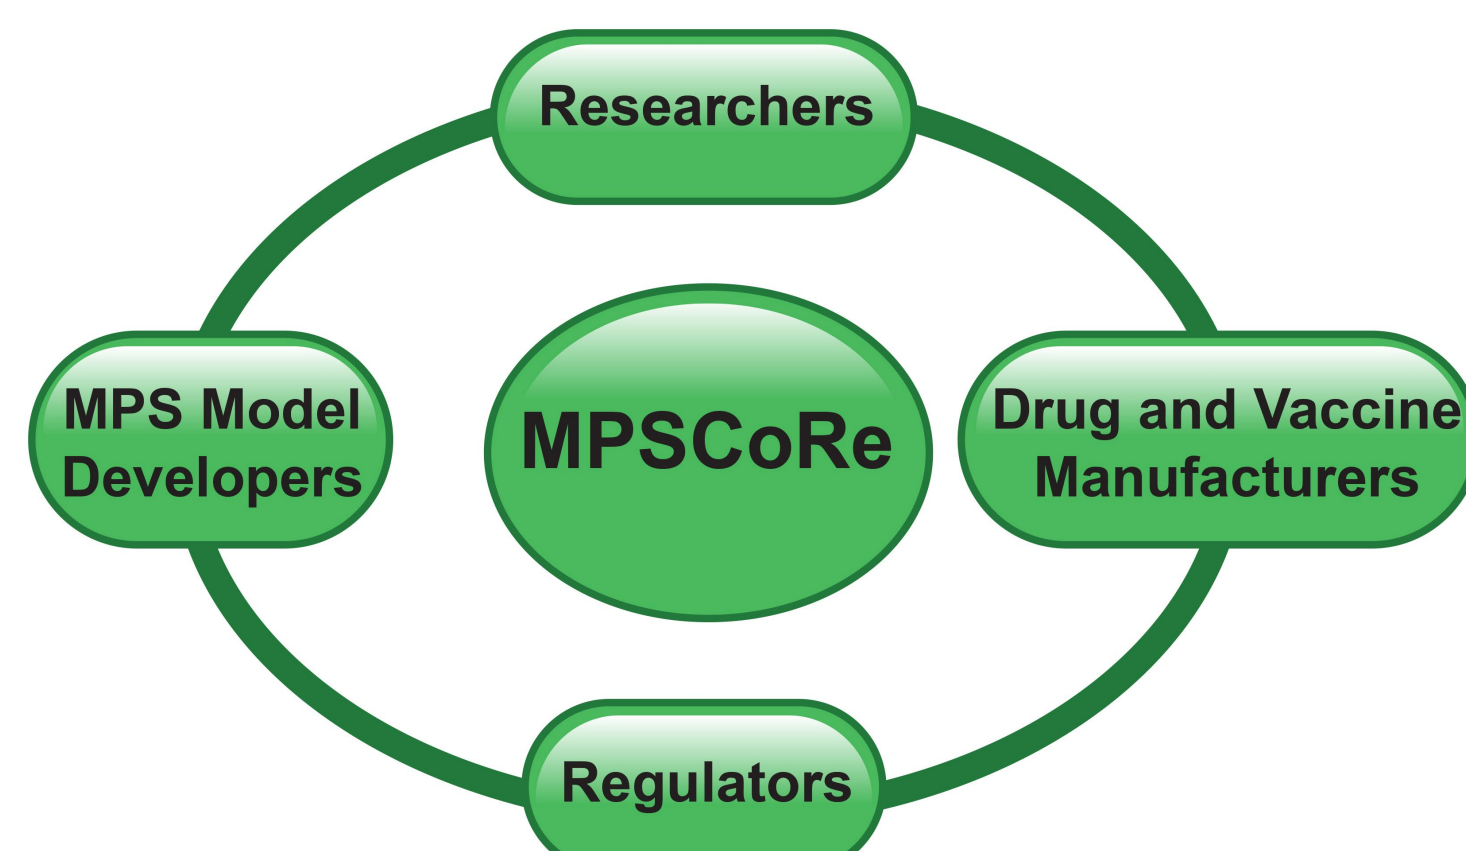 Researchers
MPS Model
Developers
MPSCoRe
Drug and Vaccine
Manufacturers
Regulators